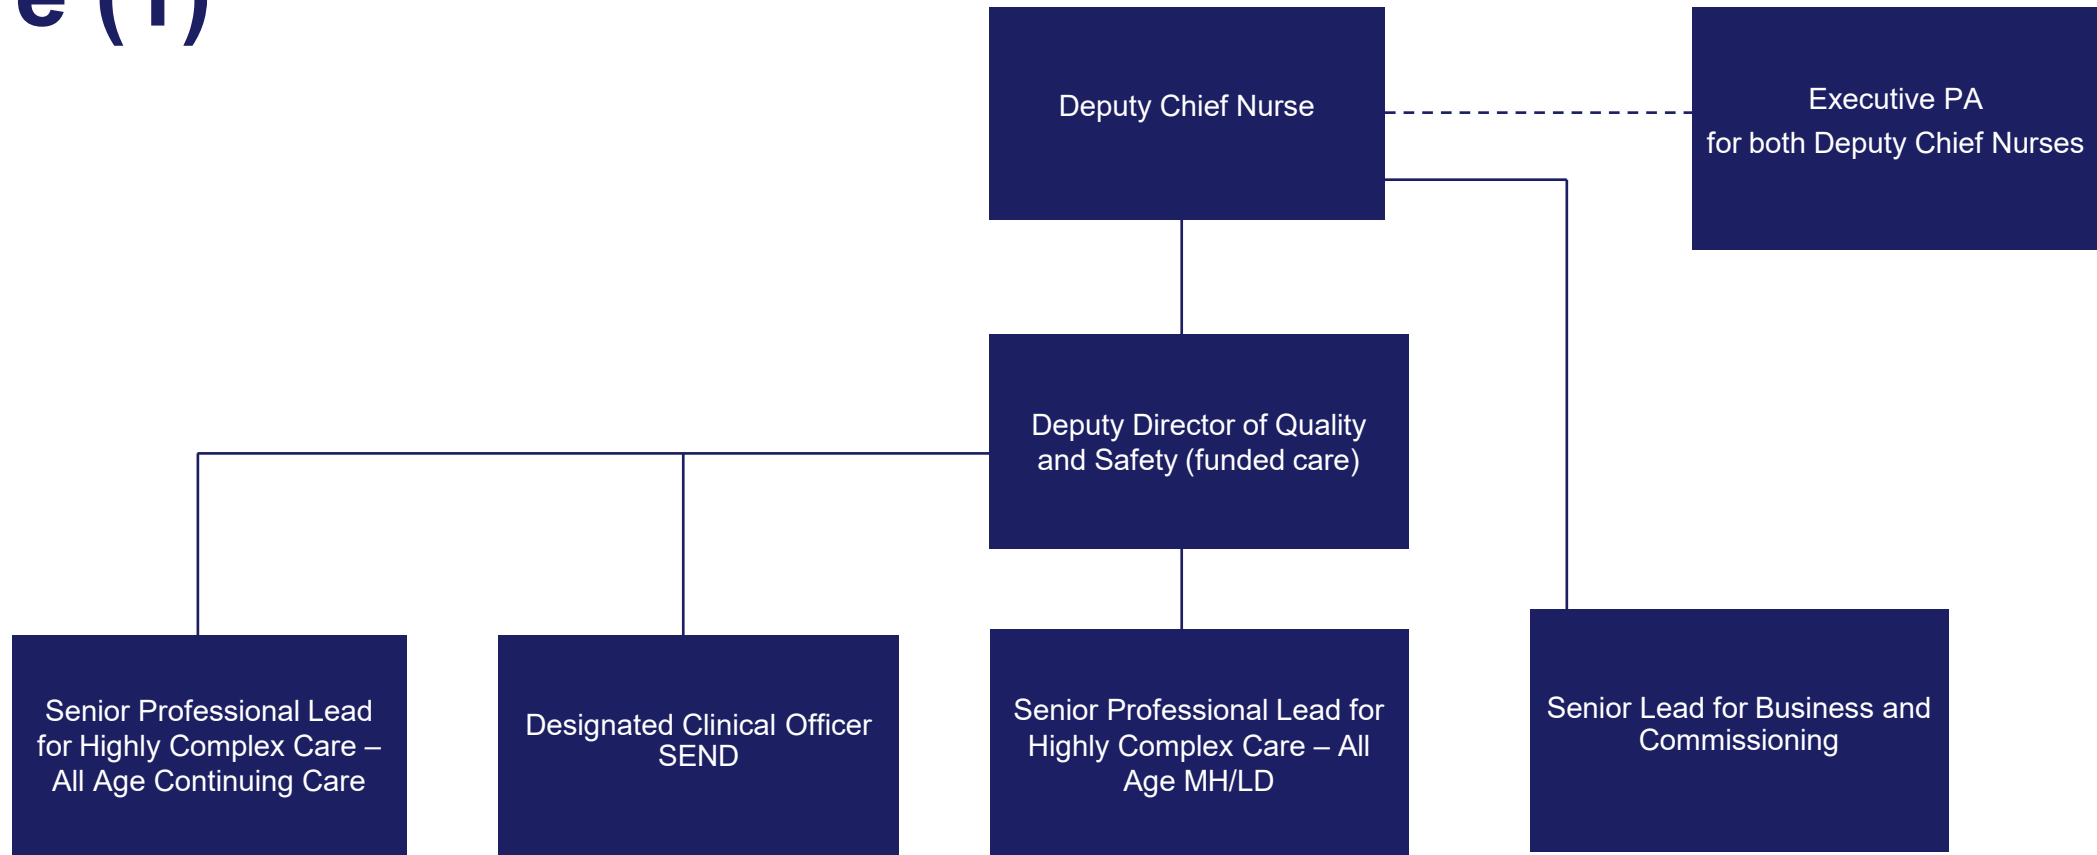 e (1)
Deputy Chief Nurse
Executive PA
for both Deputy Chief Nurses
Deputy Director of Quality
and Safety (funded care)
Senior Professional Lead
for Highly Complex Care –
All Age Continuing Care
Designated Clinical Officer
SEND
Senior Professional Lead for
Highly Complex Care – All
Age MH/LD
Senior Lead for Business and
Commissioning